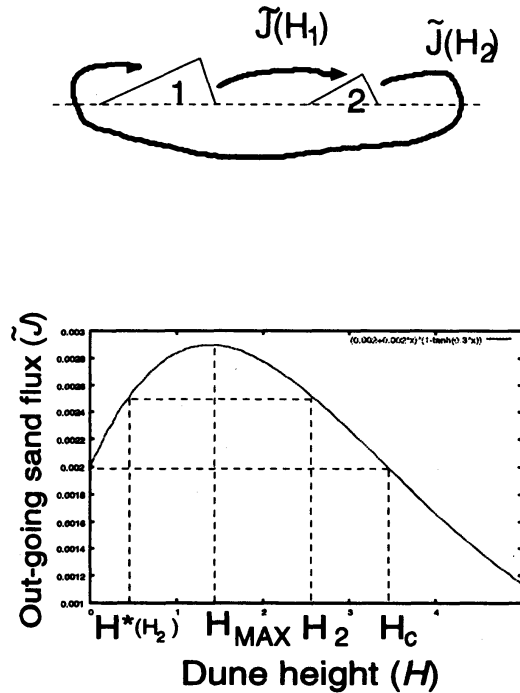 J̃(H₁)
J̃(H₂)
1
2
Out-going sand flux (J̃)
(0.002+0.002*x)*(1-tanh(0.3*x))
0.003
0.0028
0.0026
0.0024
0.0022
0.002
0.0018
0.0016
0.0014
0.0012
0.001
0 1 2 3 4
H*(H₂) H_MAX H₂ H_c
Dune height (H)